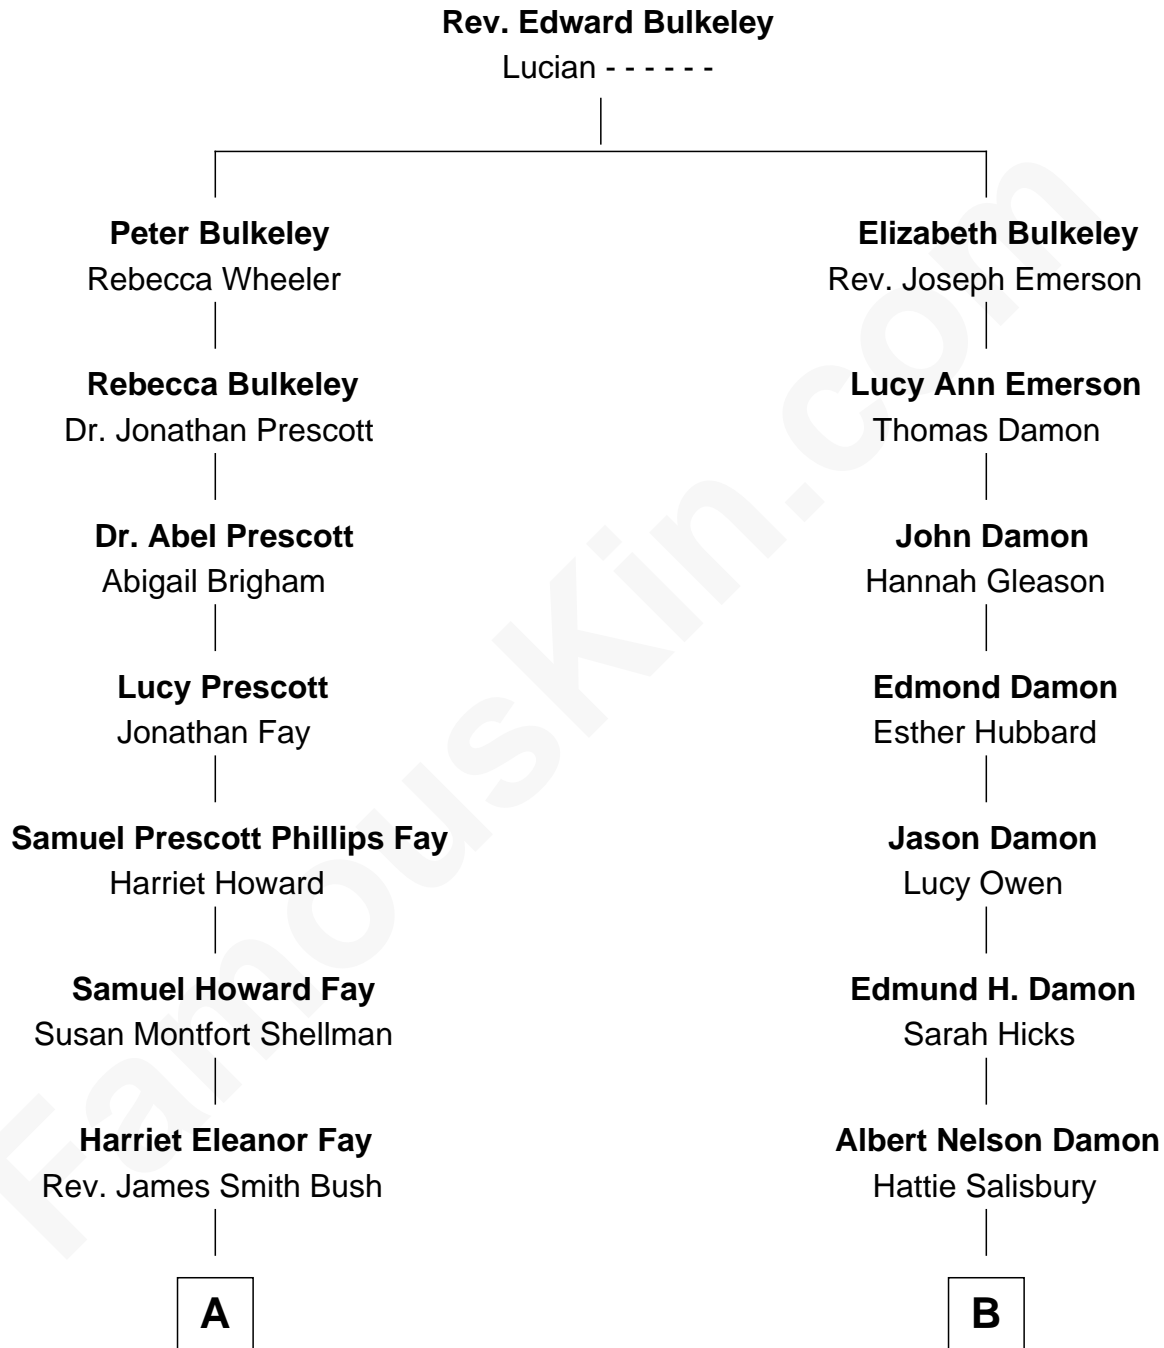 Rev. Edward Bulkeley
Lucian - - - - - -
Peter Bulkeley
Rebecca Wheeler
Rebecca Bulkeley
Dr. Jonathan Prescott
Dr. Abel Prescott
Abigail Brigham
Lucy Prescott
Jonathan Fay
Samuel Prescott Phillips Fay
Harriet Howard
Samuel Howard Fay
Susan Montfort Shellman
Harriet Eleanor Fay
Rev. James Smith Bush
A
Elizabeth Bulkeley
Rev. Joseph Emerson
Lucy Ann Emerson
Thomas Damon
John Damon
Hannah Gleason
Edmond Damon
Esther Hubbard
Jason Damon
Lucy Owen
Edmund H. Damon
Sarah Hicks
Albert Nelson Damon
Hattie Salisbury
B
FamousKin.com